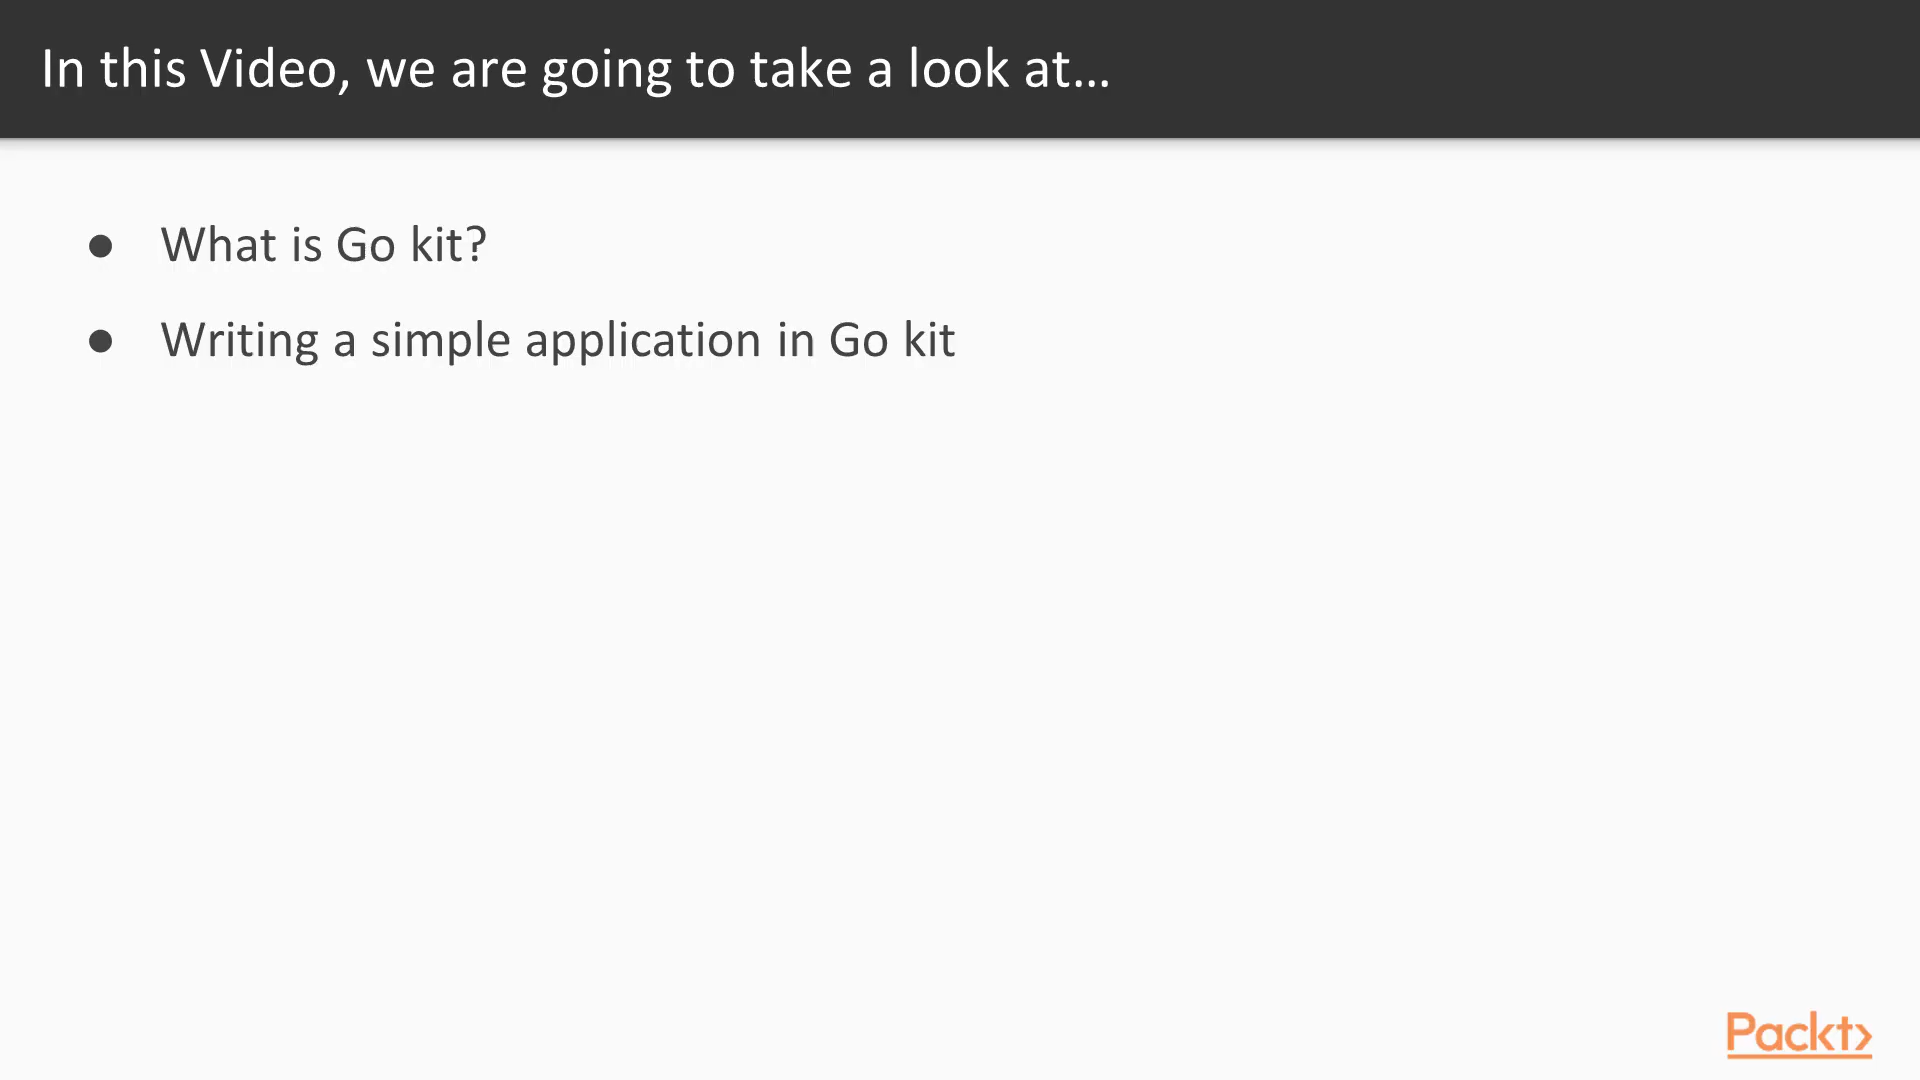 In this Video, we are going to take a look at...
● What is Go kit?
● Writing a simple application in Go kit
Packt>